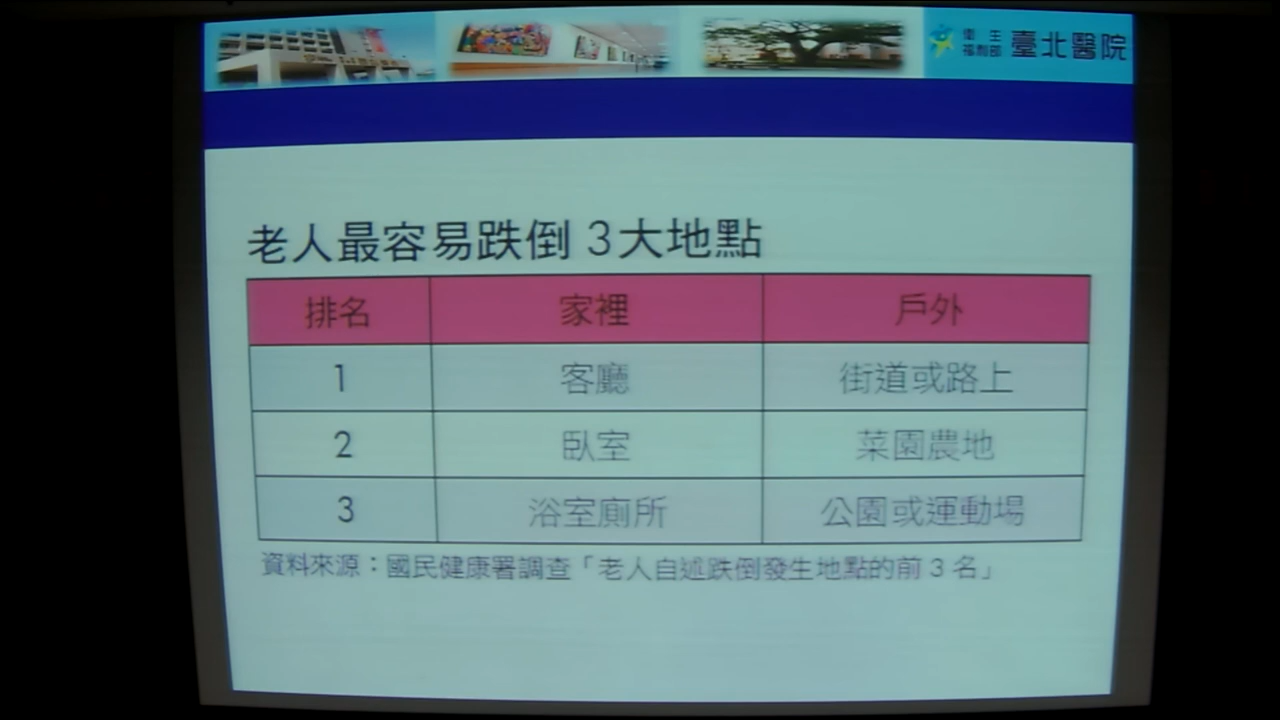 衛生
福利部 臺北醫院
老人最容易跌倒 3大地點
排名 家裡 戶外
1 客廳 街道或路上
2 臥室 菜園農地
3 浴室廁所 公園或運動場
資料來源：國民健康署調查「老人自述跌倒發生地點的前 3 名」